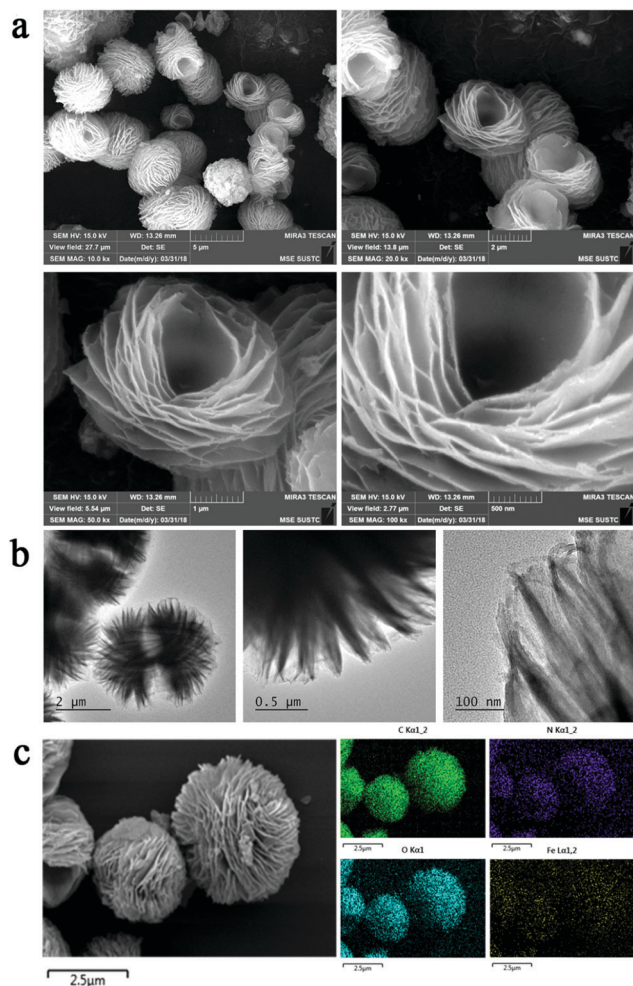 a
SEM HV: 15.0 kV WD: 13.26 mm MIRA3 TESCAN
View field: 27.7 µm Det: SE 5 µm
SEM MAG: 10.0 kx Date(m/d/y): 03/31/18 MSE SUSTC
SEM HV: 15.0 kV WD: 13.26 mm MIRA3 TESCAN
View field: 13.8 µm Det: SE 2 µm
SEM MAG: 20.0 kx Date(m/d/y): 03/31/18 MSE SUSTC
SEM HV: 15.0 kV WD: 13.26 mm MIRA3 TESCAN
View field: 5.54 µm Det: SE 1 µm
SEM MAG: 50.0 kx Date(m/d/y): 03/31/18 MSE SUSTC
SEM HV: 15.0 kV WD: 13.26 mm MIRA3 TESCAN
View field: 2.77 µm Det: SE 500 nm
SEM MAG: 100 kx Date(m/d/y): 03/31/18 MSE SUSTC
b
2 µm
0.5 µm
100 nm
c
2.5µm
C Kα1_2
2.5µm
N Kα1_2
2.5µm
O Kα1
2.5µm
Fe Lα1,2
2.5µm